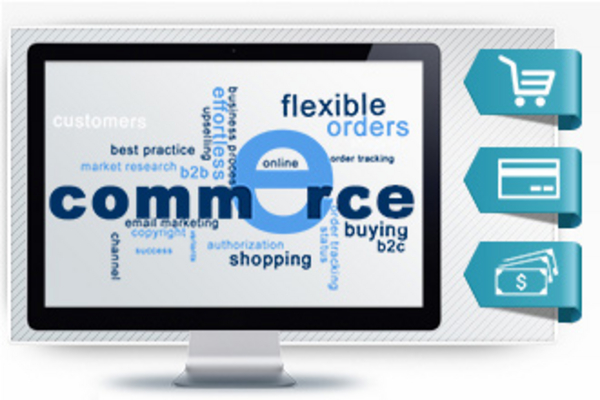 customers
business process
effortless
upselling
flexible
orders
best practice
online
order tracking
market research
b2b
commerce
email marketing
copyright
order tracking
status
buying
b2c
channel
success
authorization
shopping
$